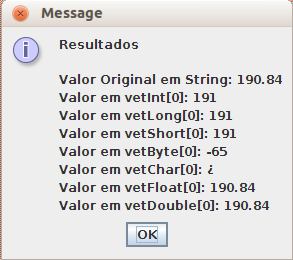 Message
Resultados
Valor Original em String: 190.84
Valor em vetInt[0]: 191
Valor em vetLong[0]: 191
Valor em vetShort[0]: 191
Valor em vetByte[0]: -65
Valor em vetChar[0]: ¿
Valor em vetFloat[0]: 190.84
Valor em vetDouble[0]: 190.84
OK